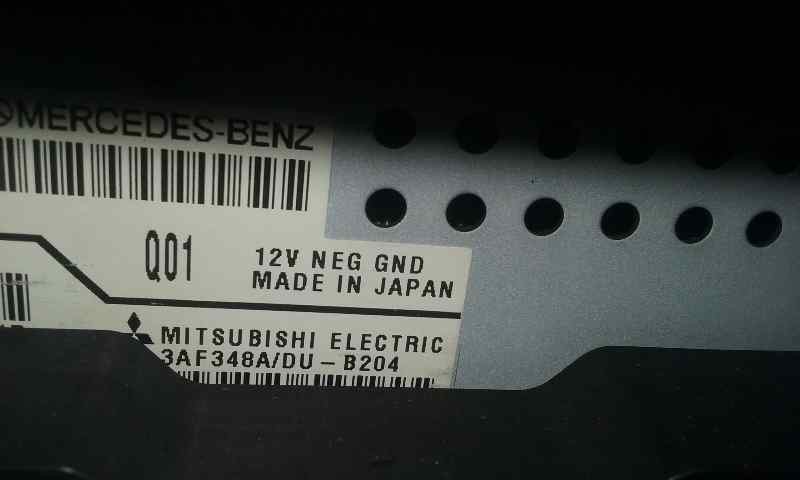 MERCEDES-BENZ
Q01
12V NEG GND
MADE IN JAPAN
MITSUBISHI ELECTRIC
3AF348A/DU-B204